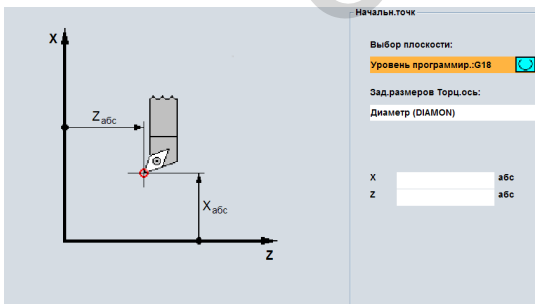 Начальн.точк
X
Выбор плоскости:
Уровень программир.:G18
Zабс
Зад.размеров Торц.ось:
Диаметр (DIAMON)
X абс
Z абс
Xабс
Z